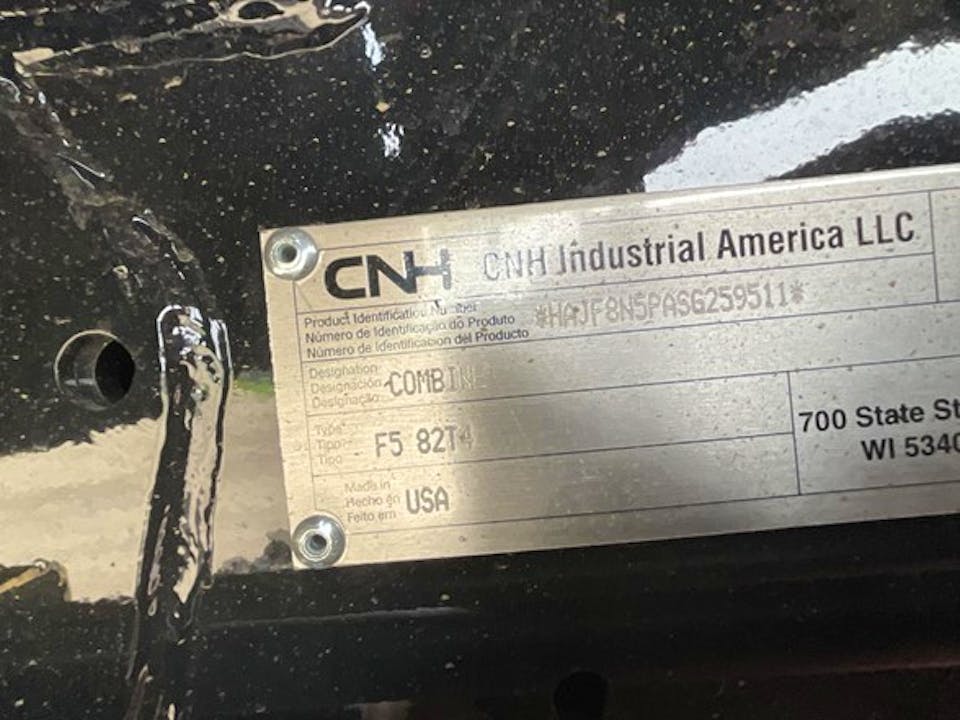 CNH CNH Industrial America LLC
Product Identification Number
Número de Identificação do Produto
Número de Identificación del Producto
*HAJF8N5PASG259511*
Designation
Designación
Designação
COMBINE
Type
Tipo
Tipo
F5 82T4
700 State St
WI 5340
Made in
Hecho en
Feito em
USA